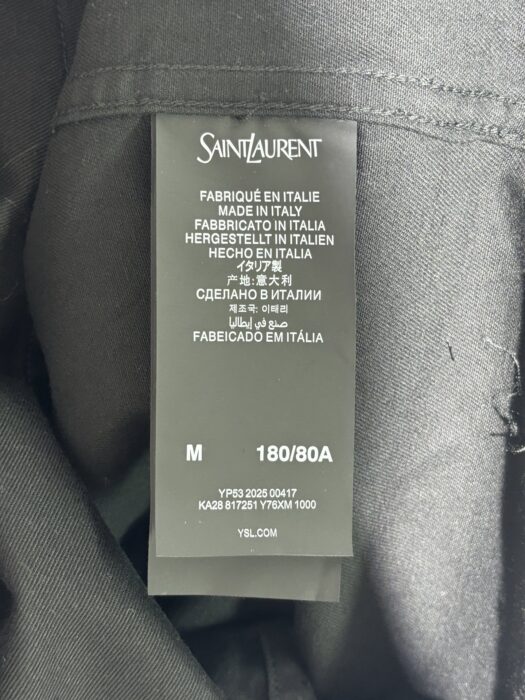 SAINT LAURENT
FABRIQUÉ EN ITALIE
MADE IN ITALY
FABBRICATO IN ITALIA
HERGESTELLT IN ITALIEN
HECHO EN ITALIA
イタリア製
产地:意大利
СДЕЛАНО В ИТАЛИИ
제조국: 이태리
صنع في إيطاليا
FABEICADO EM ITÁLIA
M 180/80A
YP53 2025 00417
KA28 817251 Y76XM 1000
YSL.COM